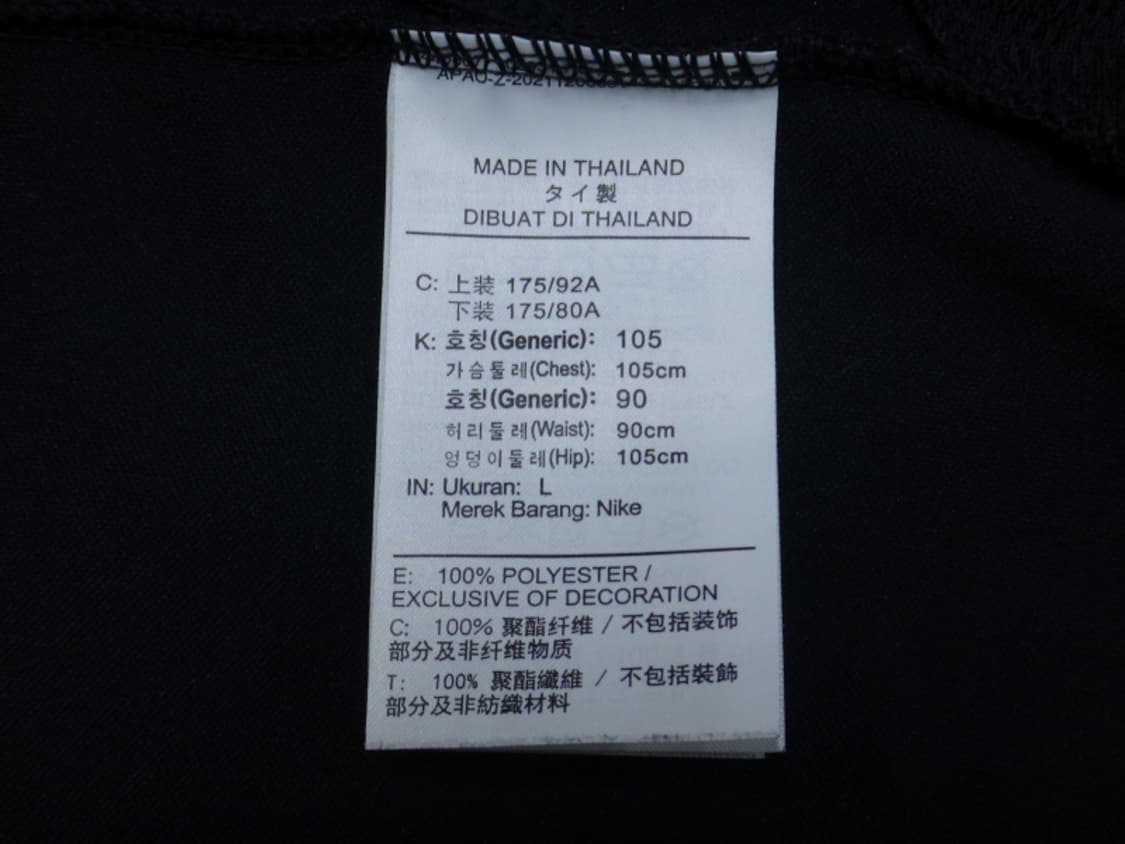 MADE IN THAILAND
タイ製
DIBUAT DI THAILAND
C: 上装 175/92A
下装 175/80A
K: 호칭(Generic): 105
가슴둘레(Chest): 105cm
호칭(Generic): 90
허리둘레(Waist): 90cm
엉덩이둘레(Hip): 105cm
IN: Ukuran: L
Merek Barang: Nike
E: 100% POLYESTER /
EXCLUSIVE OF DECORATION
C: 100% 聚酯纤维 / 不包括装饰
部分及非纤维物质
T: 100% 聚酯纖維 / 不包括裝飾
部分及非紡織材料